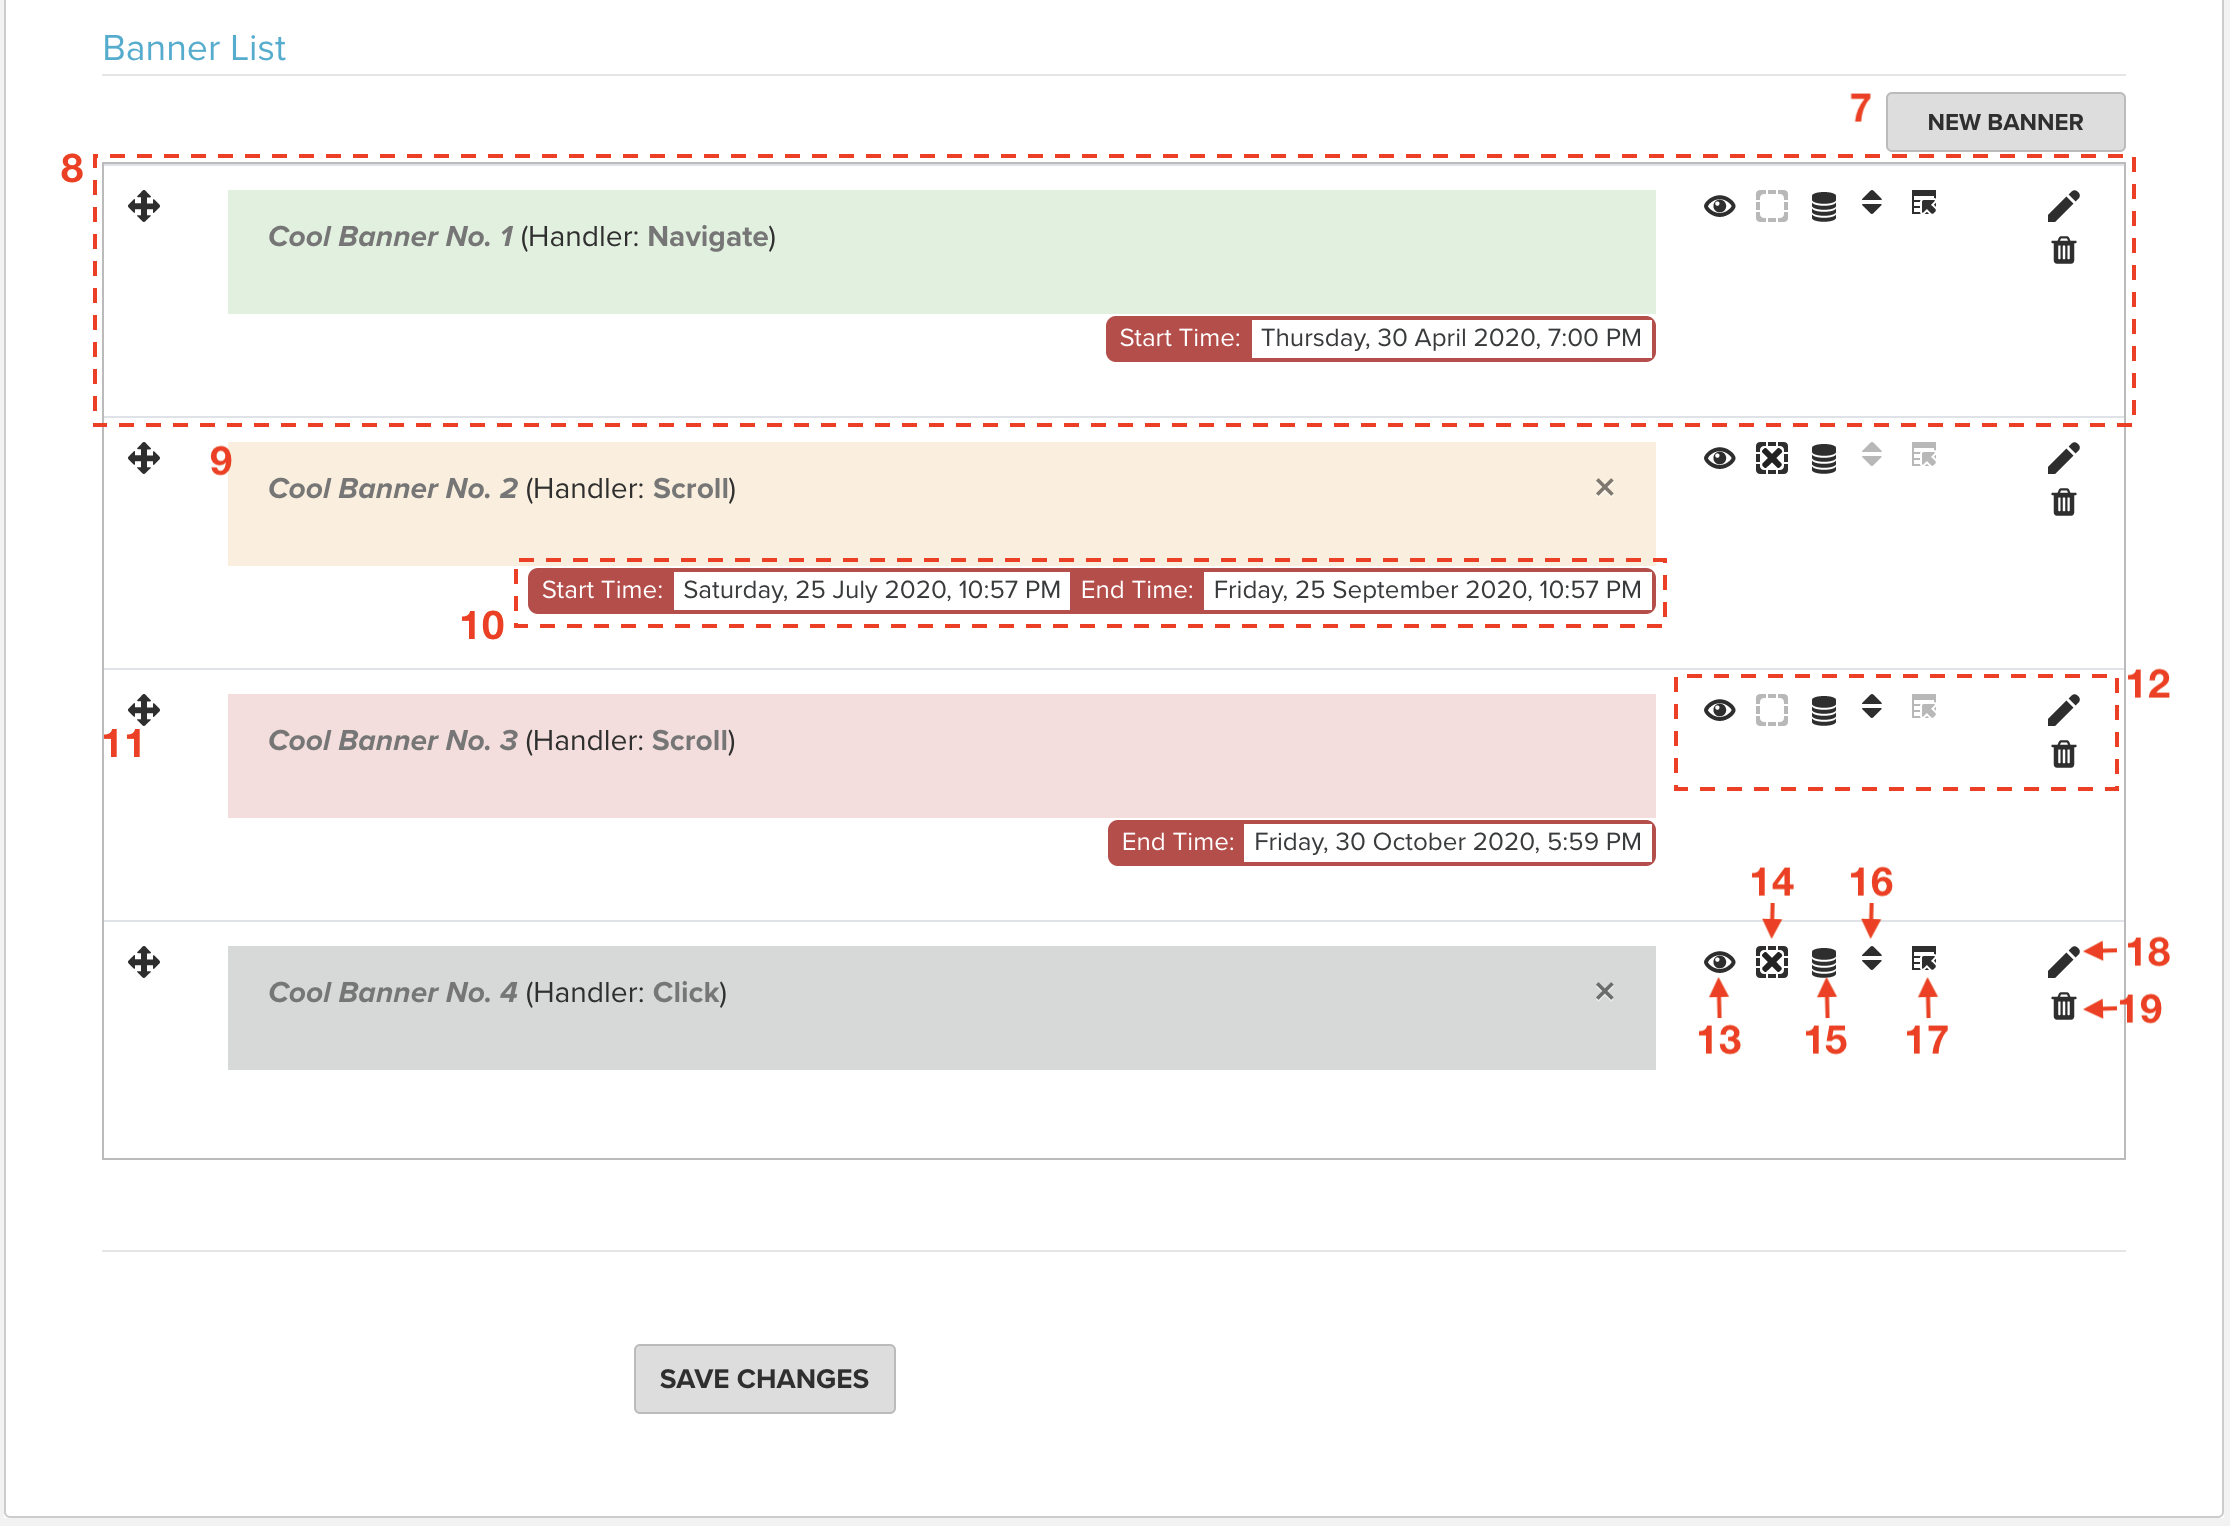 Banner List
7
NEW BANNER
8
Cool Banner No. 1 (Handler: Navigate)
Start Time: Thursday, 30 April 2020, 7:00 PM
9
Cool Banner No. 2 (Handler: Scroll)
×
Start Time: Saturday, 25 July 2020, 10:57 PM End Time: Friday, 25 September 2020, 10:57 PM
10
12
11
Cool Banner No. 3 (Handler: Scroll)
End Time: Friday, 30 October 2020, 5:59 PM
14 16
18
Cool Banner No. 4 (Handler: Click)
×
19
13 15 17
SAVE CHANGES